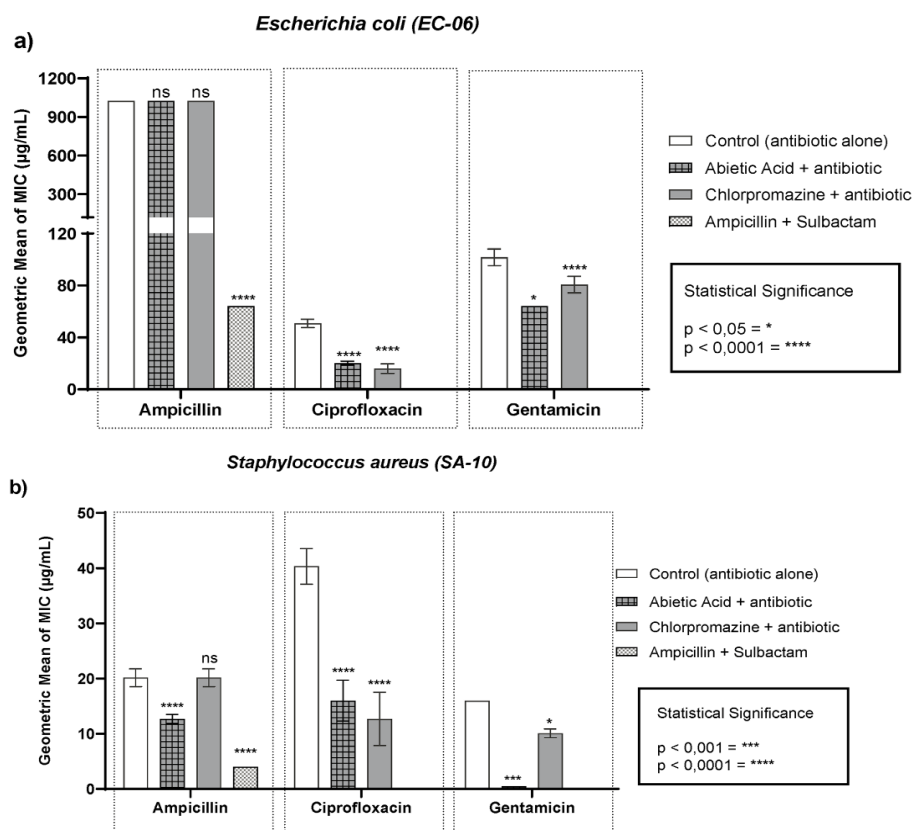 Escherichia coli (EC-06)
a)
Geometric Mean of MIC (µg/mL)
1200
1000
600
300
120
80
40
0
ns
ns
****
****
****
*
****
Ampicillin
Ciprofloxacin
Gentamicin
Control (antibiotic alone)
Abietic Acid + antibiotic
Chlorpromazine + antibiotic
Ampicillin + Sulbactam
Statistical Significance
p < 0,05 = *
p < 0,0001 = ****
Staphylococcus aureus (SA-10)
b)
Geometric Mean of MIC (µg/mL)
50
40
30
20
10
0
****
ns
****
****
****
***
*
Ampicillin
Ciprofloxacin
Gentamicin
Control (antibiotic alone)
Abietic Acid + antibiotic
Chlorpromazine + antibiotic
Ampicillin + Sulbactam
Statistical Significance
p < 0,001 = ***
p < 0,0001 = ****